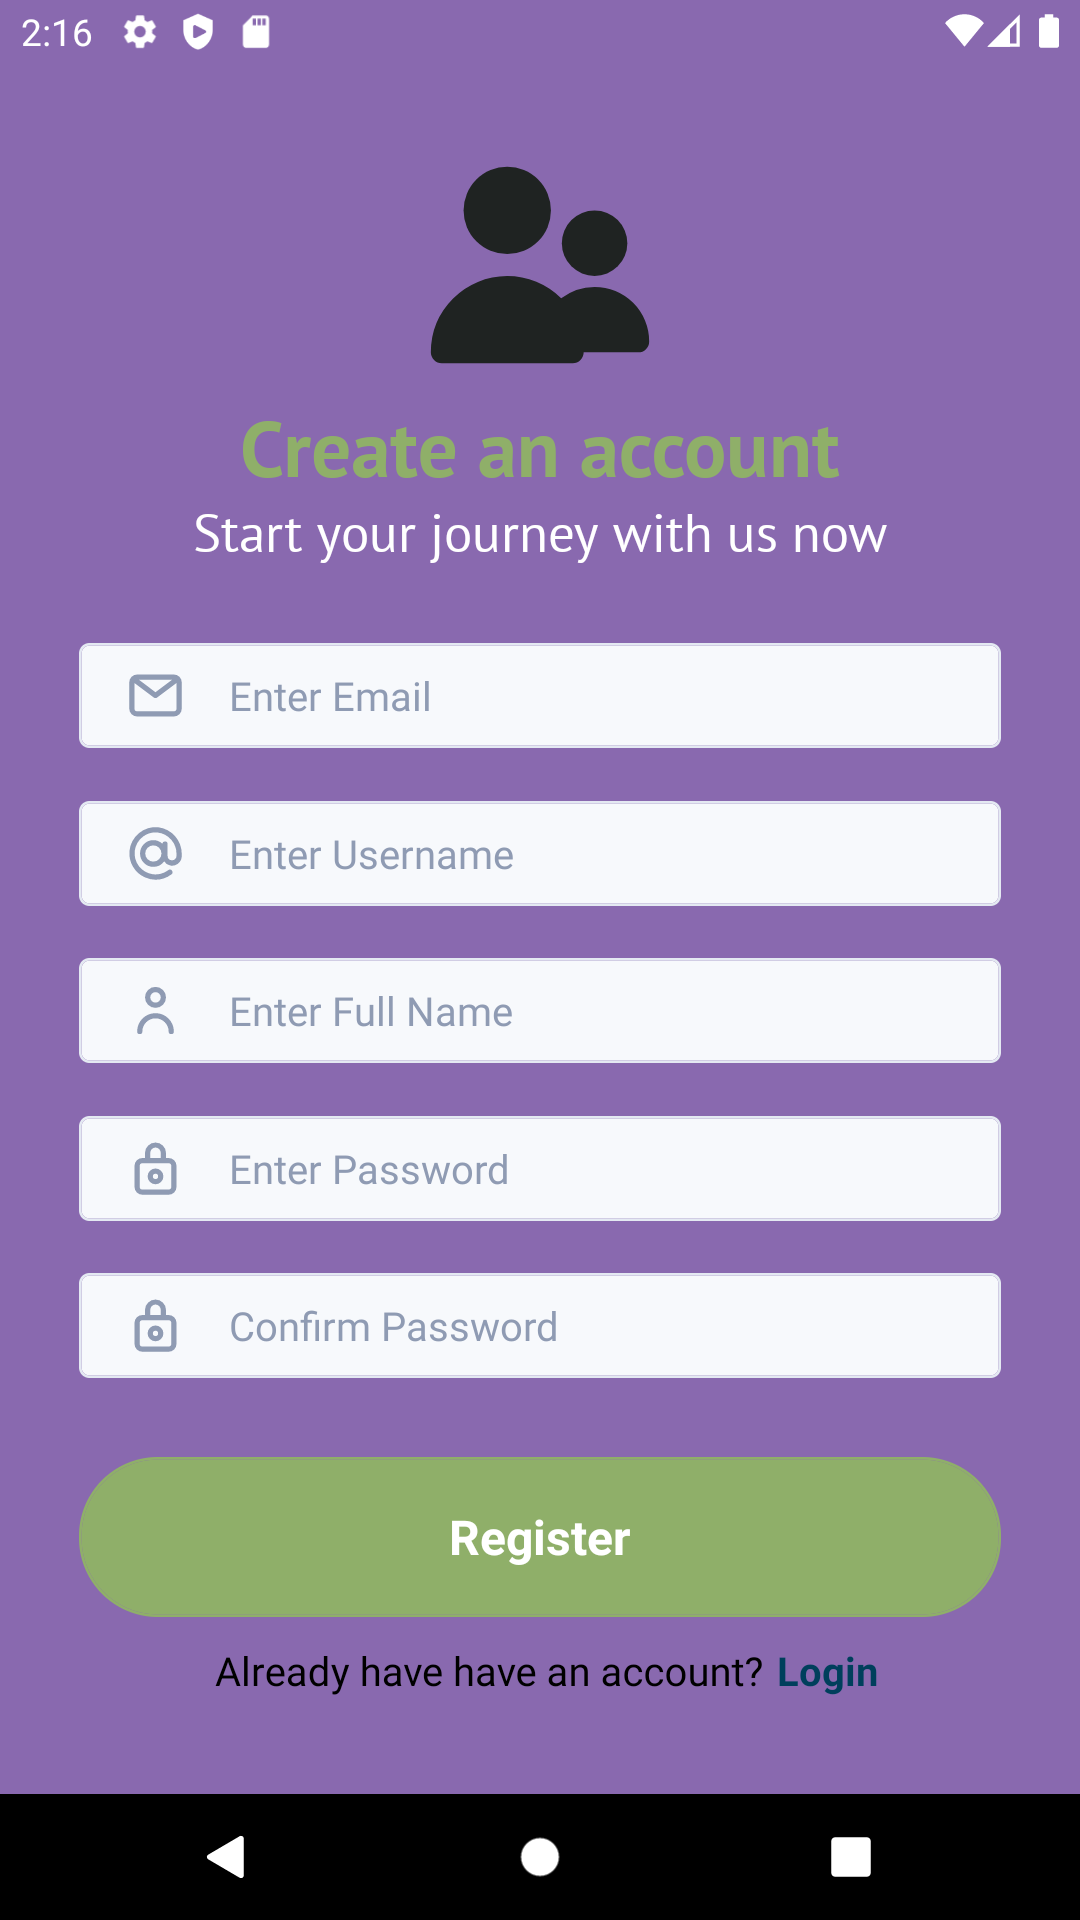 2:16
Create an account
Start your journey with us now
Enter Email
Enter Username
Enter Full Name
Enter Password
Confirm Password
Register
Already have have an account? Login